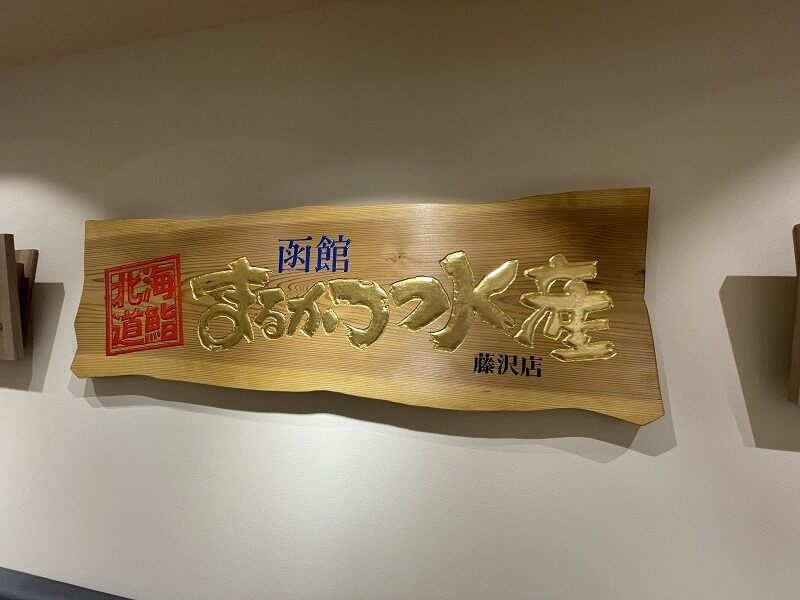 北海
道鮨
函館
まるかつ水産
藤沢店